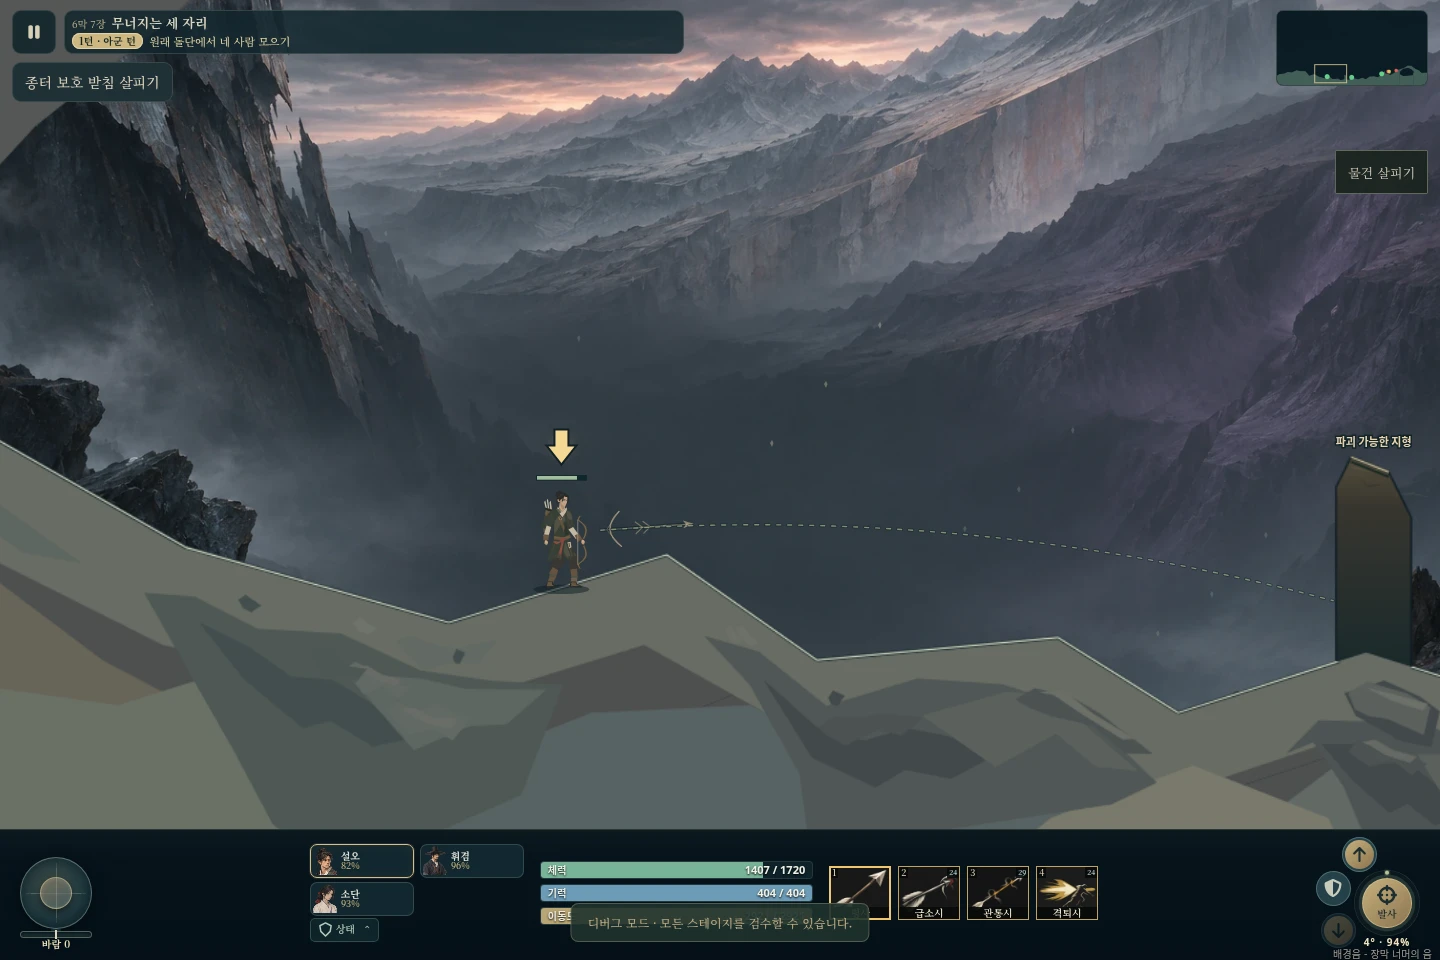 6막 7장 무너지는 세 자리
1턴 · 아군 턴 원래 돌단에서 네 사람 모으기
종터 보호 받침 살피기
물건 살피기
파괴 가능한 지형
설오
82%
휘겸
96%
소단
93%
상태
체력 1407 / 1720
기력 404 / 404
디버그 모드 · 모든 스테이지를 검수할 수 있습니다.
1
2 24
급소시
3 29
관통시
4 24
격퇴시
바람 0
발사
4° · 94%
배경음 - 장막 너머의 음